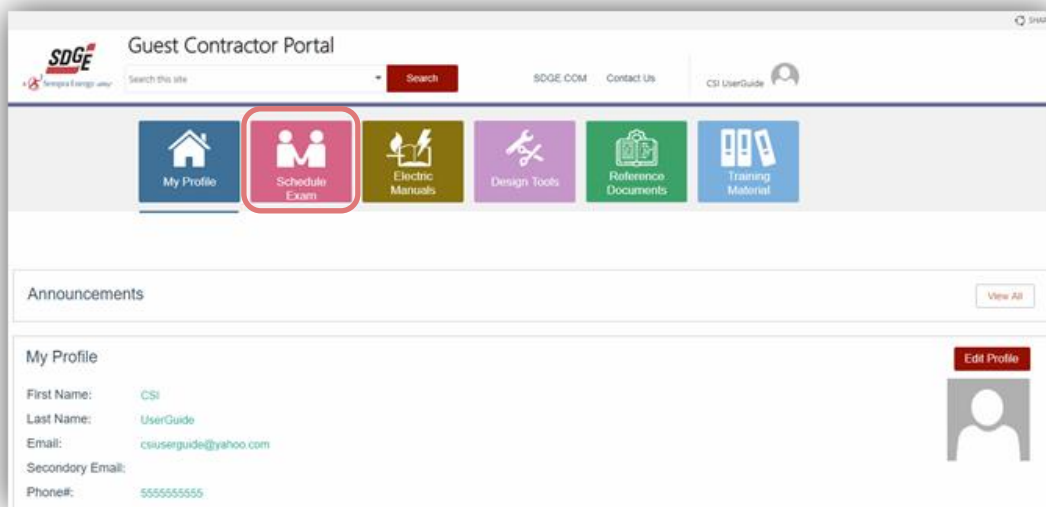 SHAR
SDGE
A Sempra Energy utility
Guest Contractor Portal
Search this site
Search
SDGE.COM
Contact Us
CSI UserGuide
My Profile
Schedule
Exam
Electric
Manuals
Design Tools
Reference
Documents
Training
Material
Announcements
View All
My Profile
Edit Profile
First Name: CSI
Last Name: UserGuide
Email: csiuserguide@yahoo.com
Secondory Email:
Phone#: 5555555555